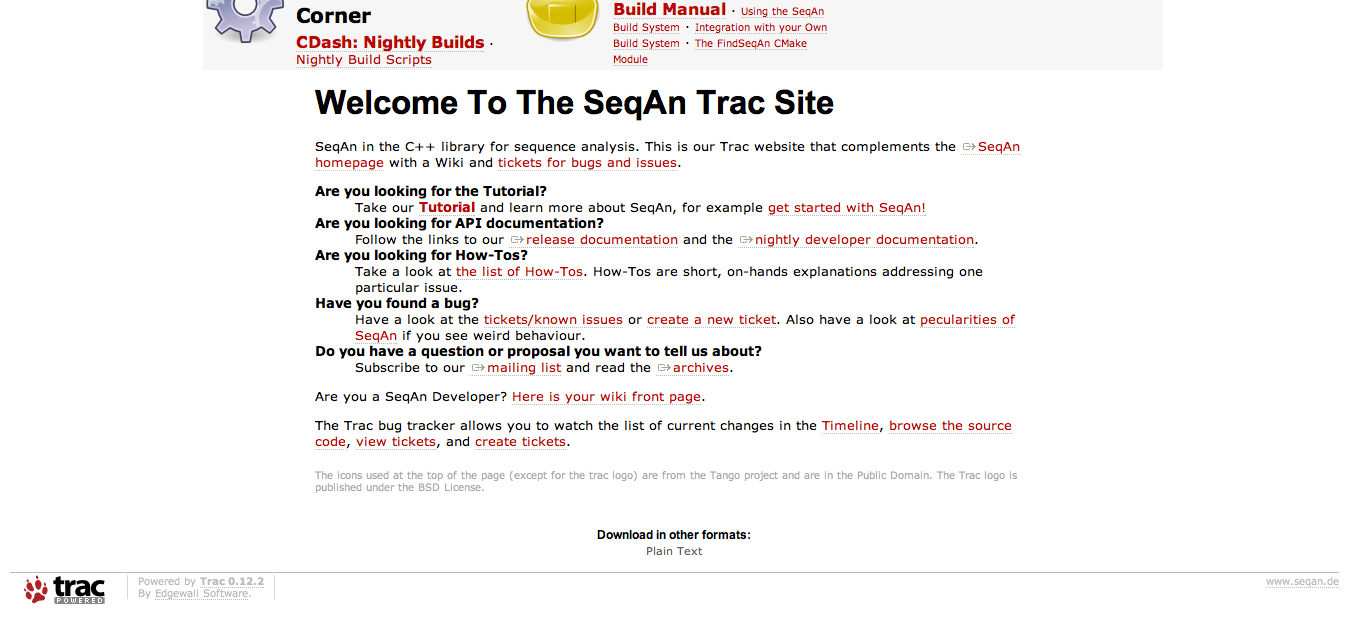 Corner
CDash: Nightly Builds ·
Nightly Build Scripts
Build Manual · Using the SeqAn
Build System · Integration with your Own
Build System · The FindSeqAn CMake
Module
Welcome To The SeqAn Trac Site
SeqAn in the C++ library for sequence analysis. This is our Trac website that complements the SeqAn
homepage with a Wiki and tickets for bugs and issues.
Are you looking for the Tutorial?
Take our Tutorial and learn more about SeqAn, for example get started with SeqAn!
Are you looking for API documentation?
Follow the links to our release documentation and the nightly developer documentation.
Are you looking for How-Tos?
Take a look at the list of How-Tos. How-Tos are short, on-hands explanations addressing one
particular issue.
Have you found a bug?
Have a look at the tickets/known issues or create a new ticket. Also have a look at pecularities of
SeqAn if you see weird behaviour.
Do you have a question or proposal you want to tell us about?
Subscribe to our mailing list and read the archives.
Are you a SeqAn Developer? Here is your wiki front page.
The Trac bug tracker allows you to watch the list of current changes in the Timeline, browse the source
code, view tickets, and create tickets.
The icons used at the top of the page (except for the trac logo) are from the Tango project and are in the Public Domain. The Trac logo is
published under the BSD License.
Download in other formats:
Plain Text
trac
POWERED
Powered by Trac 0.12.2
By Edgewall Software.
www.seqan.de